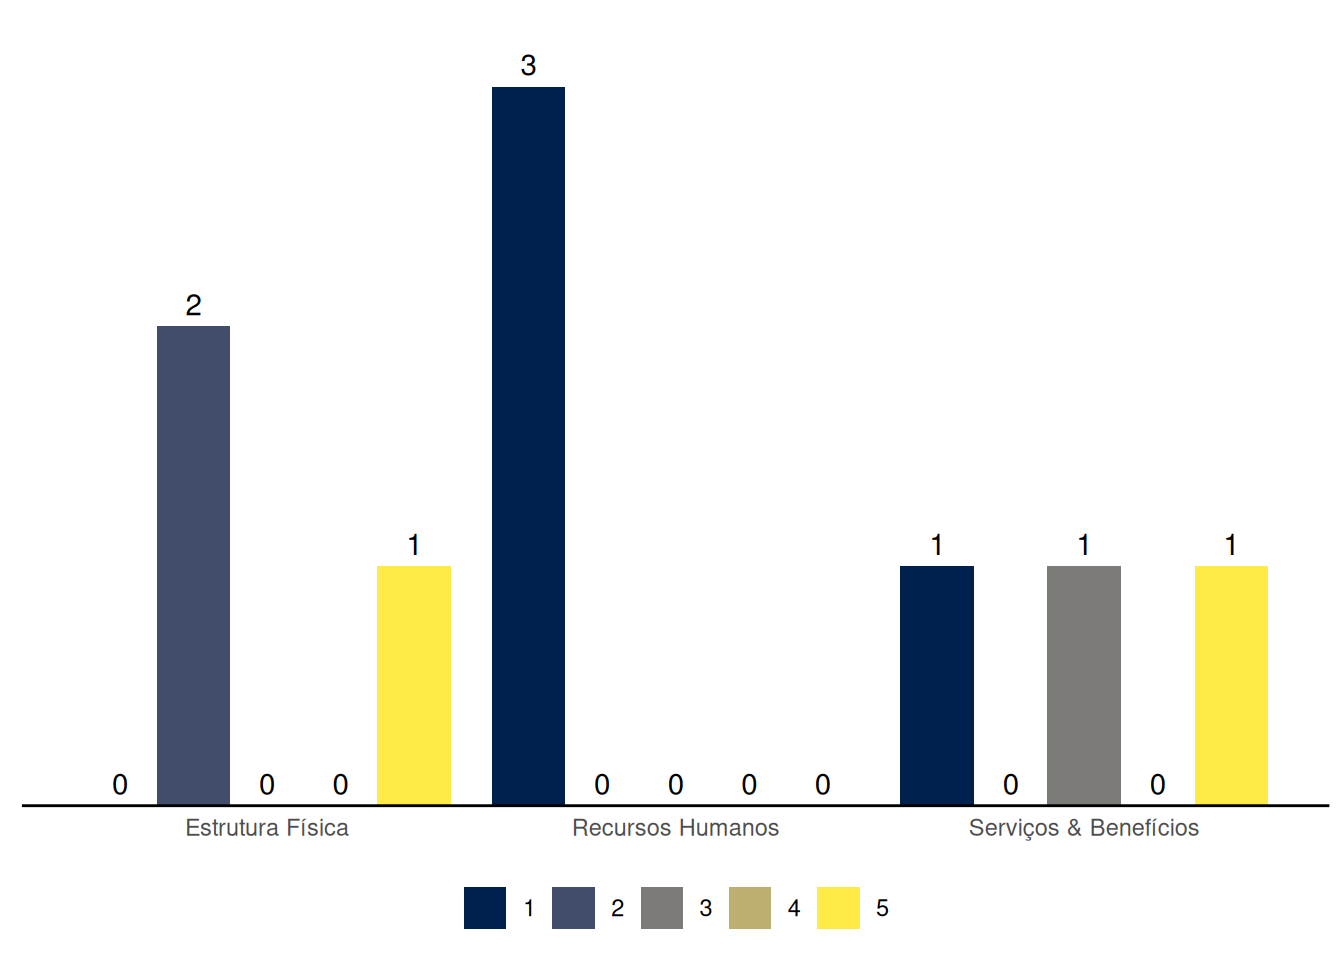 3
2
1 1 1 1
0 0 0 0 0 0 0 0 0
Estrutura Física Recursos Humanos Serviços & Benefícios
1 2 3 4 5